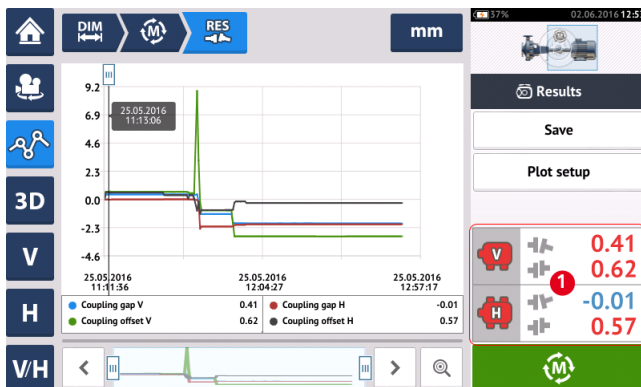 DIM
M
RES
mm
37%
02.06.2016 12:5
Results
Save
Plot setup
9.2
6.9
4.6
2.3
0.0
-2.3
-4.6
25.05.2016
11:13:06
25.05.2016
11:11:36
25.05.2016
12:04:27
25.05.2016
12:57:17
Coupling gap V 0.41 Coupling gap H -0.01
Coupling offset V 0.62 Coupling offset H 0.57
3D
V
H
V/H
V
0.41
0.62
1
H
-0.01
0.57
M